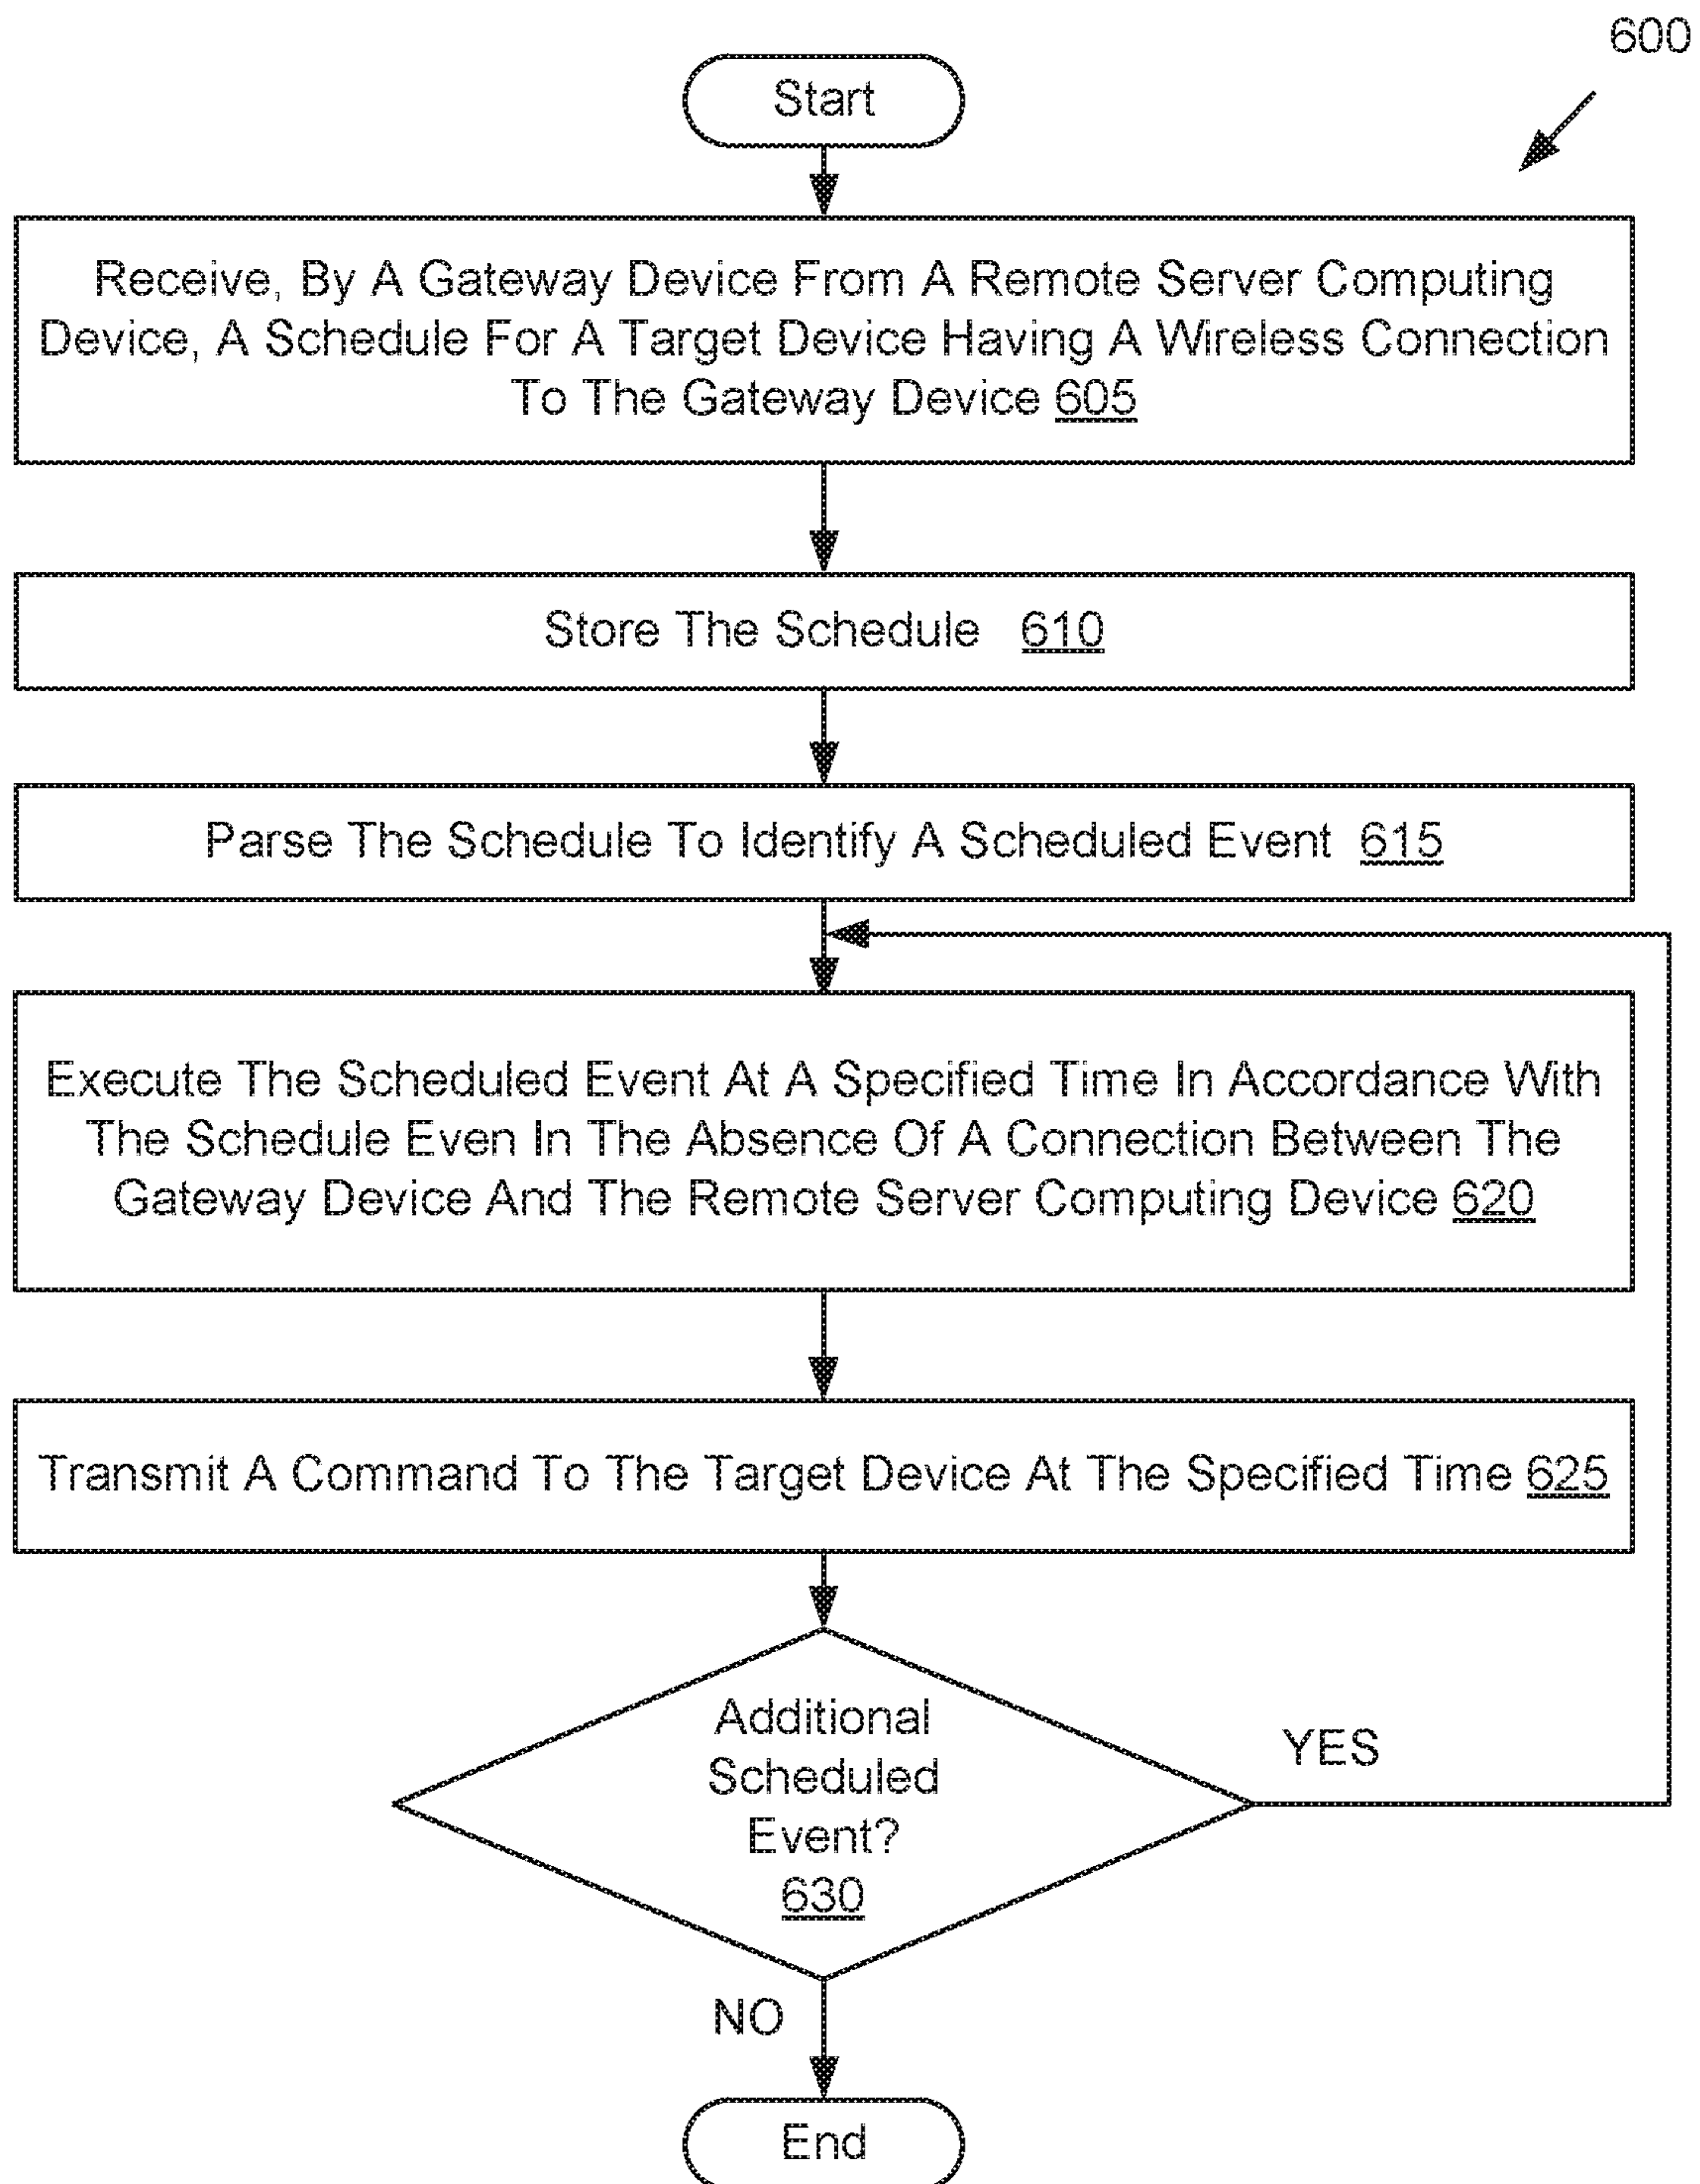 600
Start
Receive, By A Gateway Device From A Remote Server Computing
Device, A Schedule For A Target Device Having A Wireless Connection
To The Gateway Device 605
Store The Schedule 610
Parse The Schedule To Identify A Scheduled Event 615
Execute The Scheduled Event At A Specified Time In Accordance With
The Schedule Even In The Absence Of A Connection Between The
Gateway Device And The Remote Server Computing Device 620
Transmit A Command To The Target Device At The Specified Time 625
Additional
Scheduled
Event?
630
YES
NO
End